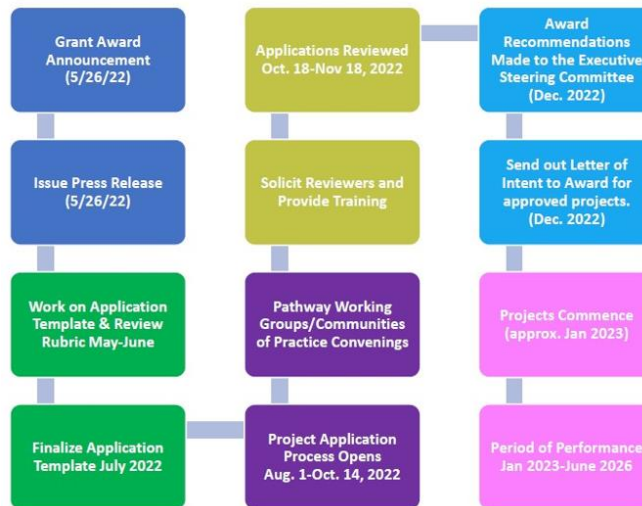 Grant Award
Announcement
(5/26/22)
Issue Press Release
(5/26/22)
Work on Application
Template & Review
Rubric May-June
Finalize Application
Template July 2022
Project Application
Process Opens
Aug. 1-Oct. 14, 2022
Pathway Working
Groups/Communities
of Practice Convenings
Solicit Reviewers and
Provide Training
Applications Reviewed
Oct. 18-Nov 18, 2022
Award
Recommendations
Made to the Executive
Steering Committee
(Dec. 2022)
Send out Letter of
Intent to Award for
approved projects.
(Dec. 2022)
Projects Commence
(approx. Jan 2023)
Period of Performance
Jan 2023-June 2026